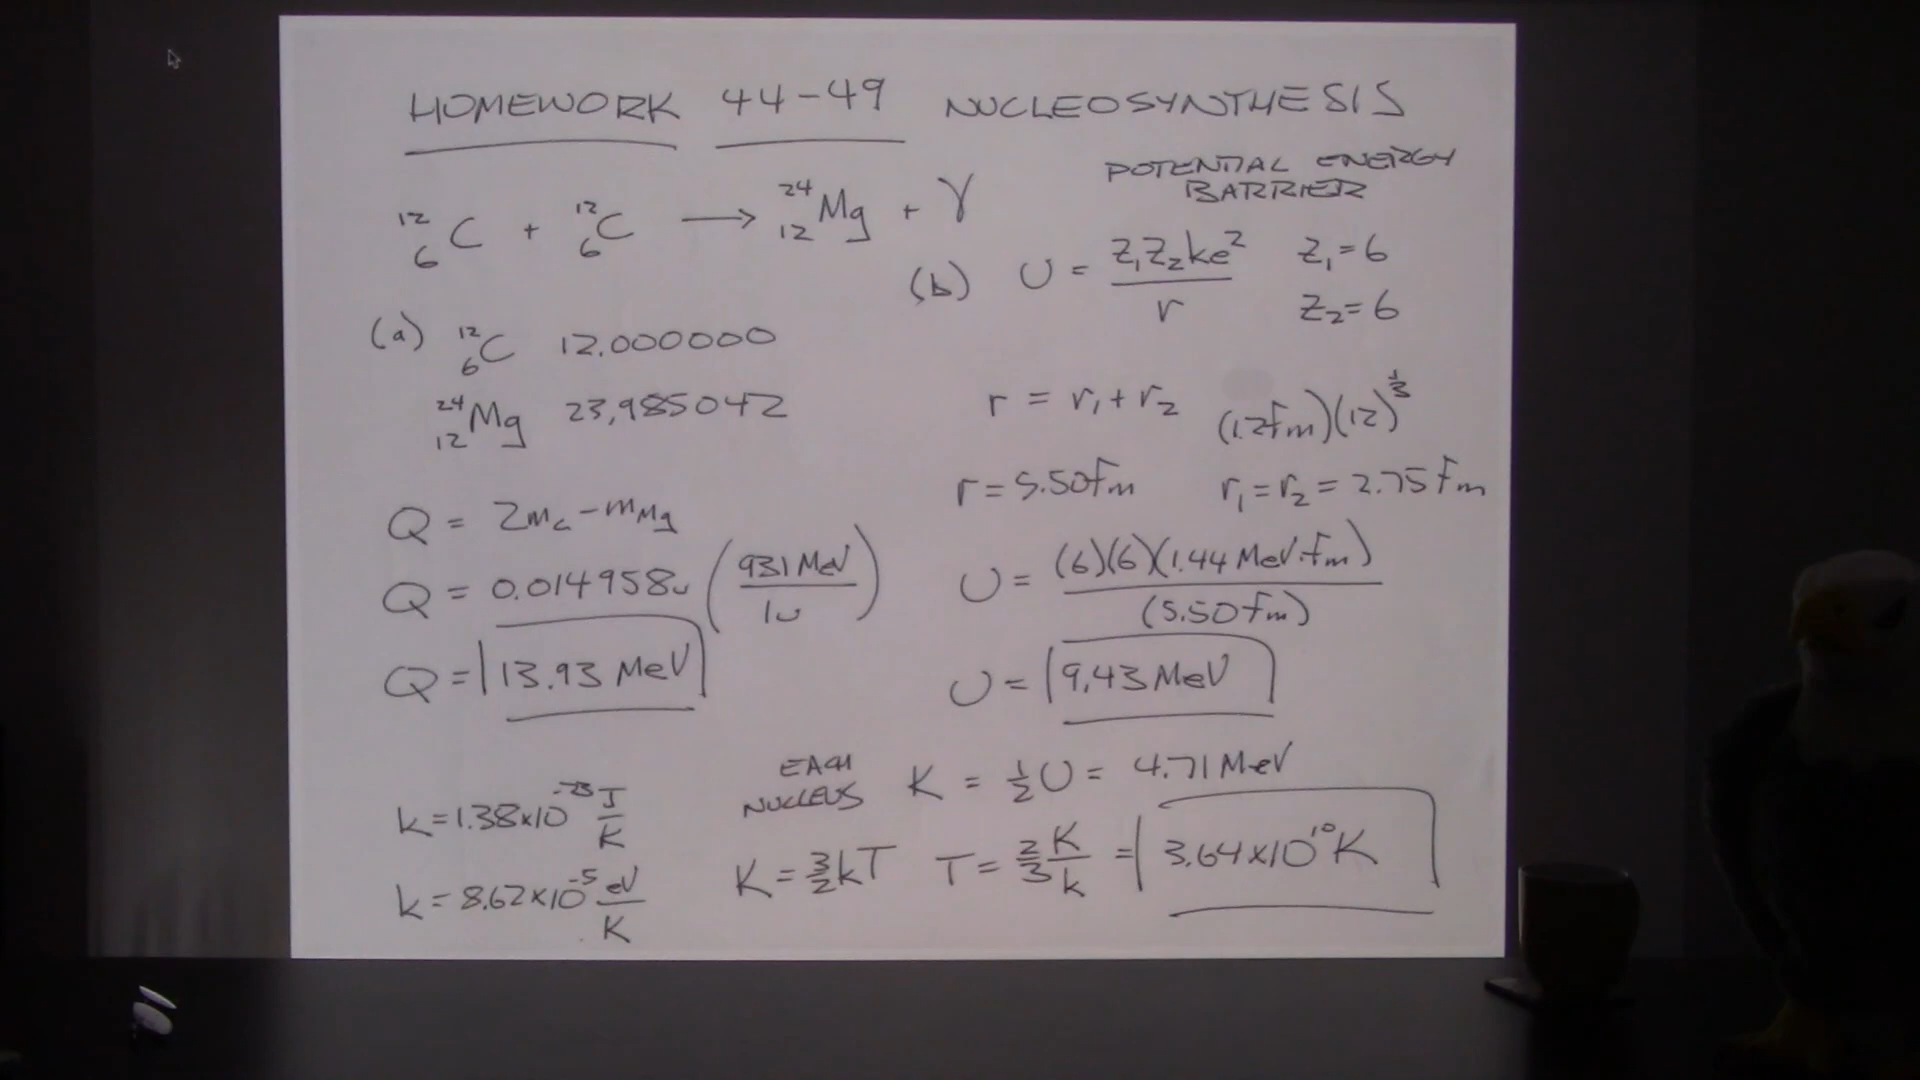 HOMEWORK 44-49 NUCLEOSYNTHESIS
¹²₆C + ¹²₆C → ²⁴₁₂Mg + γ
(a) ¹²₆C 12.000000
²⁴₁₂Mg 23,985042
Q = 2m_C - m_Mg
Q = 0.014958u (931 MeV / 1u)
Q = 13.93 MeV
k = 1.38×10⁻²³ J/K
k = 8.62×10⁻⁵ eV/K
POTENTIAL ENERGY
BARRIER
(b) U = Z₁Z₂ke² / r Z₁ = 6
Z₂ = 6
r = r₁ + r₂ (1.2fm)(12)^⅓
r = 5.50fm r₁ = r₂ = 2.75fm
U = (6)(6)(1.44 MeV·fm) / (5.50fm)
U = 9.43 MeV
EACH
NUCLEUS K = ½U = 4.71 MeV
K = 3/2 kT T = 2/3 K/k = 3.64×10¹⁰ K